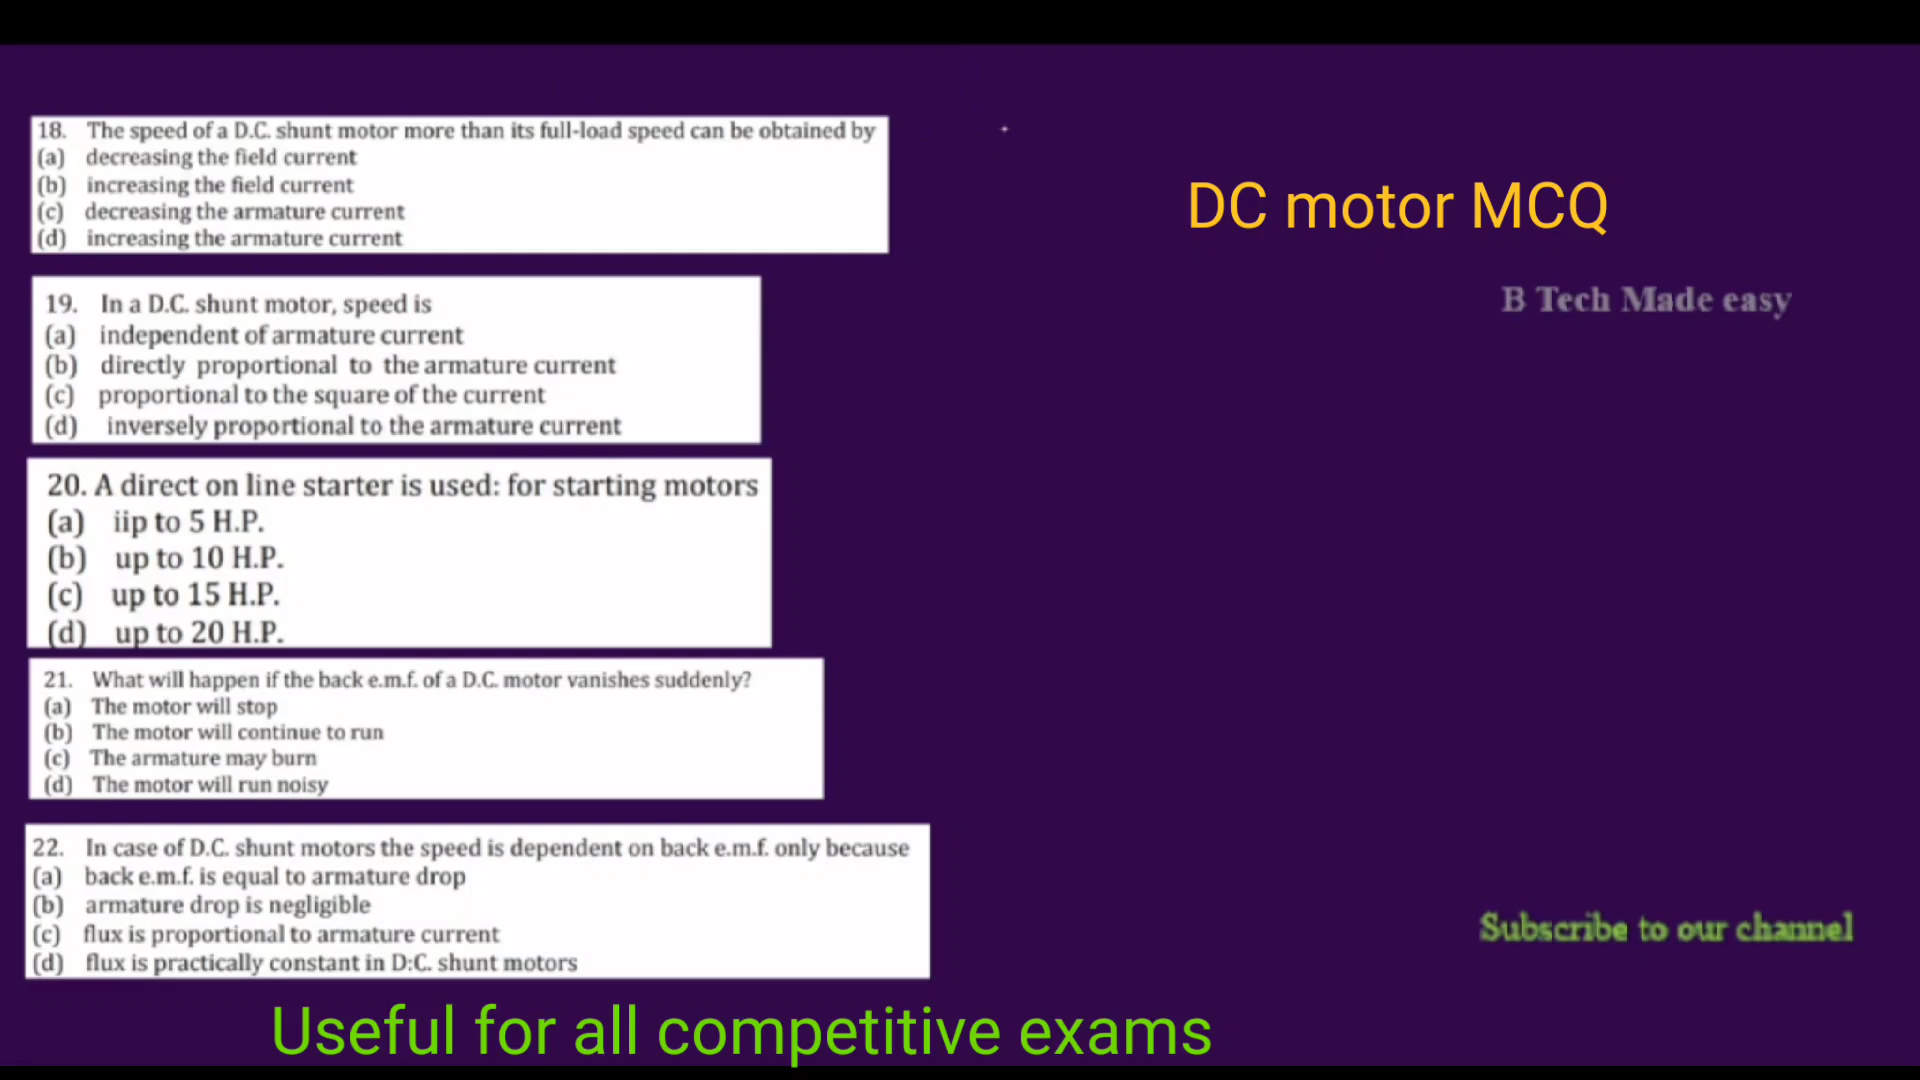 18. The speed of a D.C. shunt motor more than its full-load speed can be obtained by
(a) decreasing the field current
(b) increasing the field current
(c) decreasing the armature current
(d) increasing the armature current
19. In a D.C. shunt motor, speed is
(a) independent of armature current
(b) directly proportional to the armature current
(c) proportional to the square of the current
(d) inversely proportional to the armature current
20. A direct on line starter is used: for starting motors
(a) iip to 5 H.P.
(b) up to 10 H.P.
(c) up to 15 H.P.
(d) up to 20 H.P.
21. What will happen if the back e.m.f. of a D.C. motor vanishes suddenly?
(a) The motor will stop
(b) The motor will continue to run
(c) The armature may burn
(d) The motor will run noisy
22. In case of D.C. shunt motors the speed is dependent on back e.m.f. only because
(a) back e.m.f. is equal to armature drop
(b) armature drop is negligible
(c) flux is proportional to armature current
(d) flux is practically constant in D:C. shunt motors
DC motor MCQ
B Tech Made easy
Subscribe to our channel
Useful for all competitive exams